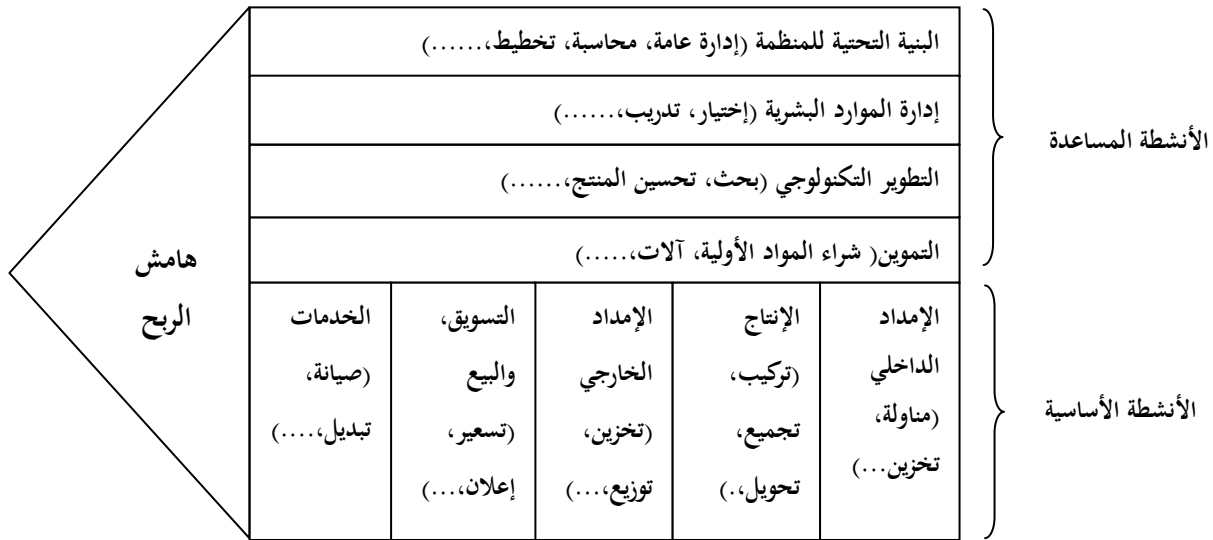 البنية التحتية للمنظمة (إدارة عامة، محاسبة، تخطيط،......)
إدارة الموارد البشرية (إختيار، تدريب،......)
التطوير التكنولوجي (بحث، تحسين المنتج،......)
التموين( شراء المواد الأولية، آلات،.....)
الأنشطة المساعدة
الإمداد
الداخلي
(مناولة،
تخزين...)
الإنتاج
(تركيب،
تجميع،
تحويل،.)
الإمداد
الخارجي
(تخزين،
توزيع،...)
التسويق،
والبيع
(تسعير،
إعلان،...)
الخدمات
(صيانة،
تبديل،....)
الأنشطة الأساسية
هامش
الربح